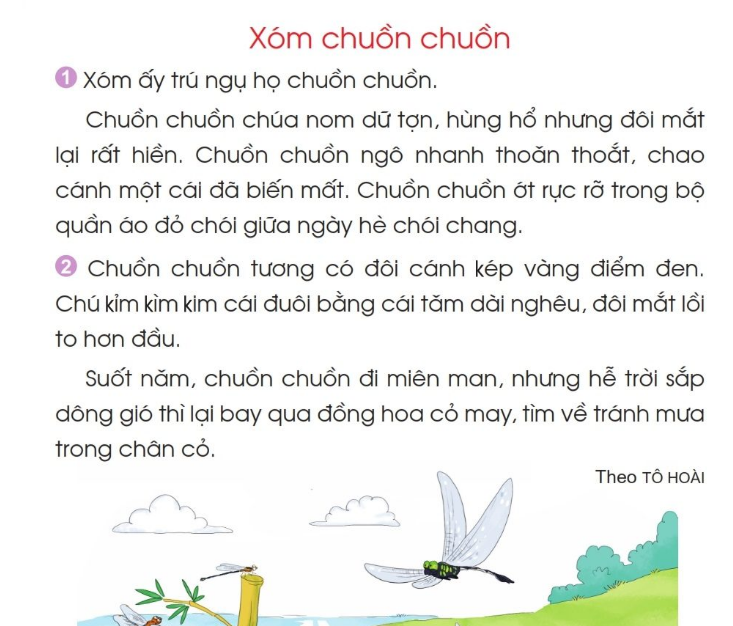 Xóm chuồn chuồn
1 Xóm ấy trú ngụ họ chuồn chuồn.
Chuồn chuồn chúa nom dữ tợn, hùng hổ nhưng đôi mắt
lại rất hiền. Chuồn chuồn ngô nhanh thoăn thoắt, chao
cánh một cái đã biến mất. Chuồn chuồn ớt rực rỡ trong bộ
quần áo đỏ chói giữa ngày hè chói chang.
2 Chuồn chuồn tương có đôi cánh kép vàng điểm đen.
Chú kỉm kìm kim cái đuôi bằng cái tăm dài nghêu, đôi mắt lồi
to hơn đầu.
Suốt năm, chuồn chuồn đi miên man, nhưng hễ trời sắp
dông gió thì lại bay qua đồng hoa cỏ may, tìm về tránh mưa
trong chân cỏ.
Theo TÔ HOÀI